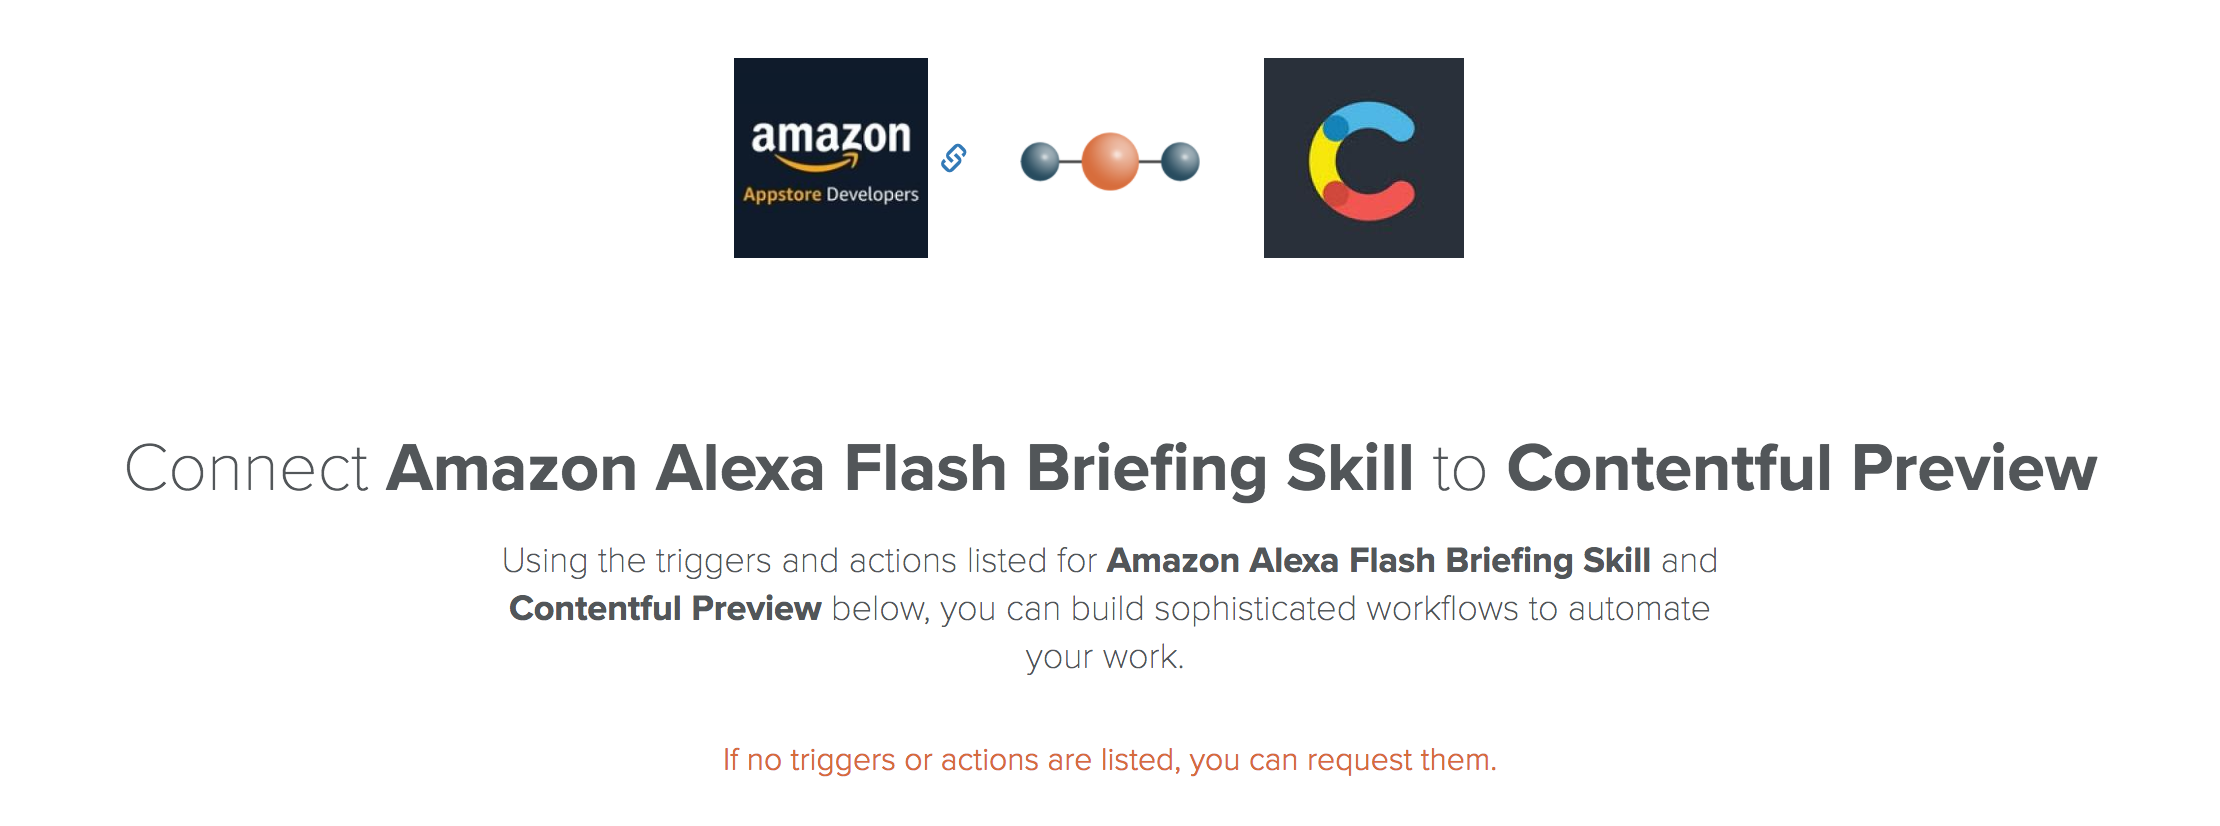 amazon
Appstore Developers
Connect Amazon Alexa Flash Briefing Skill to Contentful Preview
Using the triggers and actions listed for Amazon Alexa Flash Briefing Skill and
Contentful Preview below, you can build sophisticated workflows to automate
your work.
If no triggers or actions are listed, you can request them.